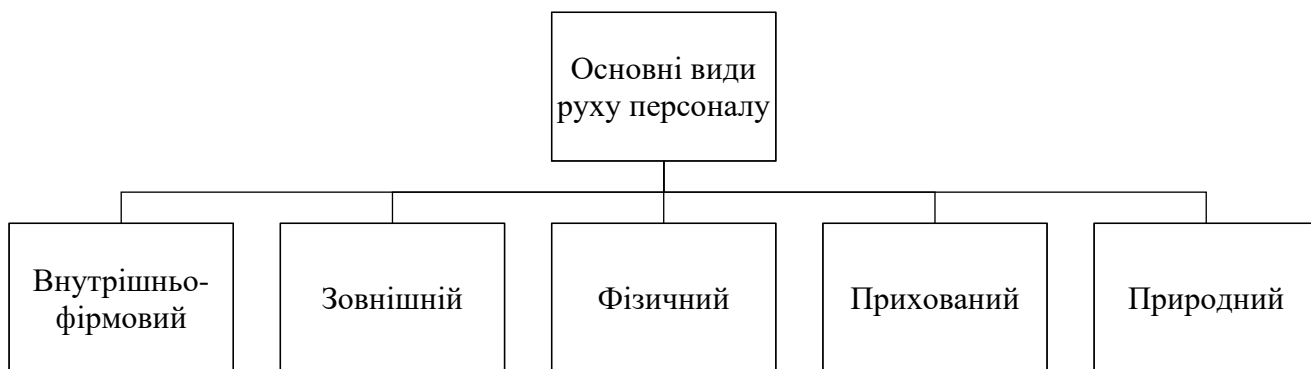 Основні види
руху персоналу
Внутрішньо-
фірмовий
Зовнішній
Фізичний
Прихований
Природний